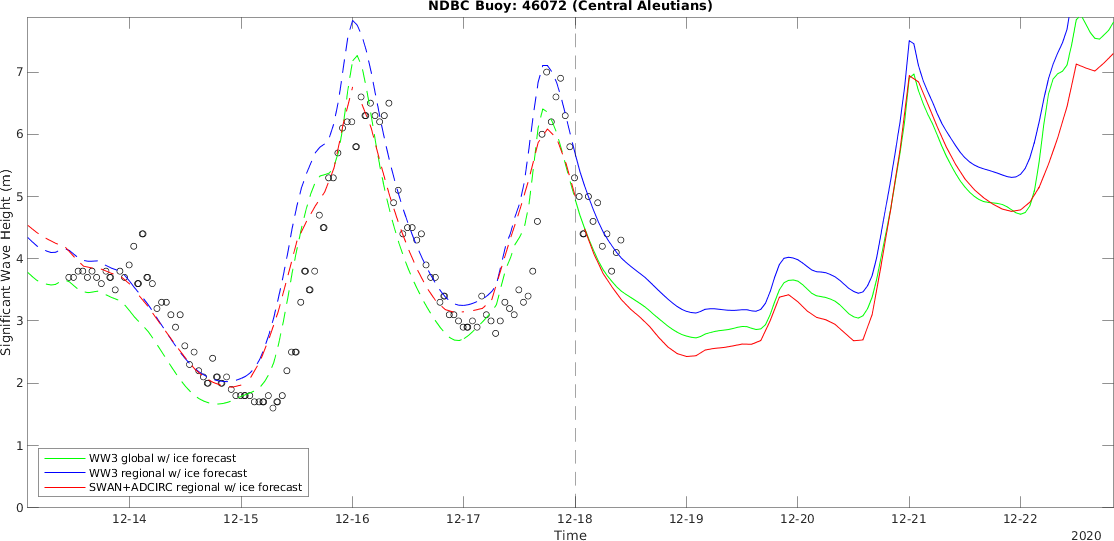 NDBC Buoy: 46072 (Central Aleutians)
Significant Wave Height (m)
7
6
5
4
3
2
1
0
WW3 global w/ ice forecast
WW3 regional w/ ice forecast
SWAN+ADCIRC regional w/ ice forecast
12-14 12-15 12-16 12-17 12-18 12-19 12-20 12-21 12-22
Time
2020